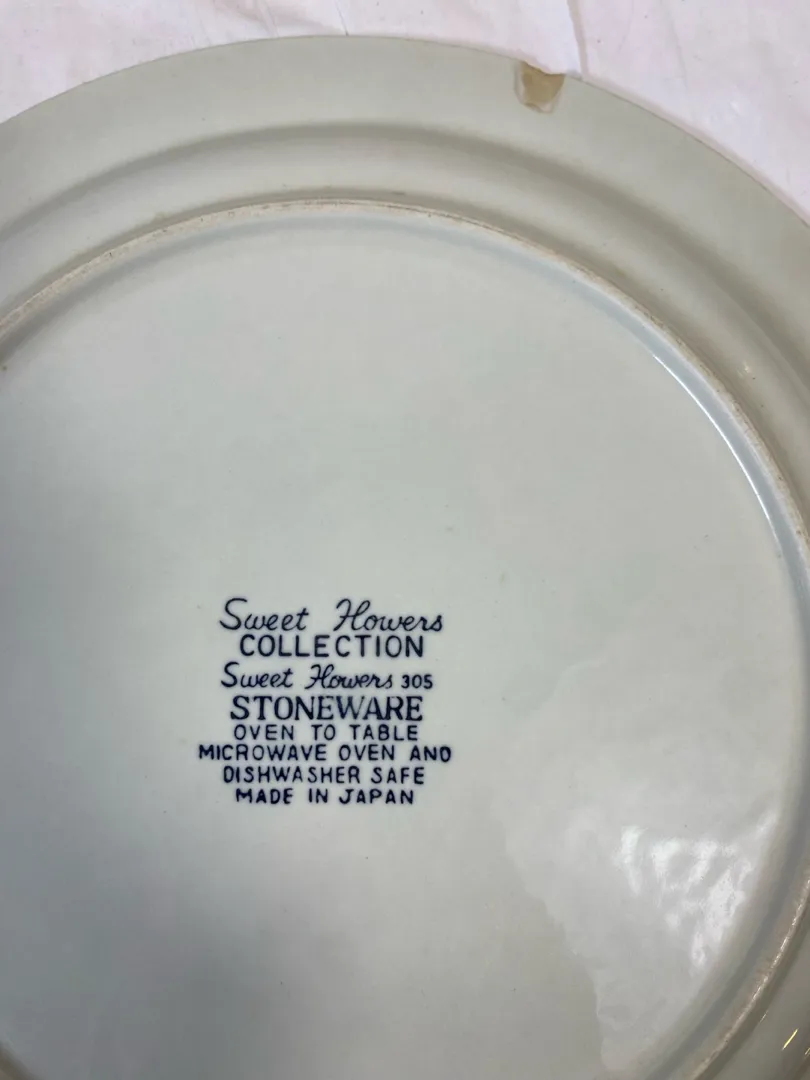 Sweet Flowers
COLLECTION
Sweet Flowers 305
STONEWARE
OVEN TO TABLE
MICROWAVE OVEN AND
DISHWASHER SAFE
MADE IN JAPAN